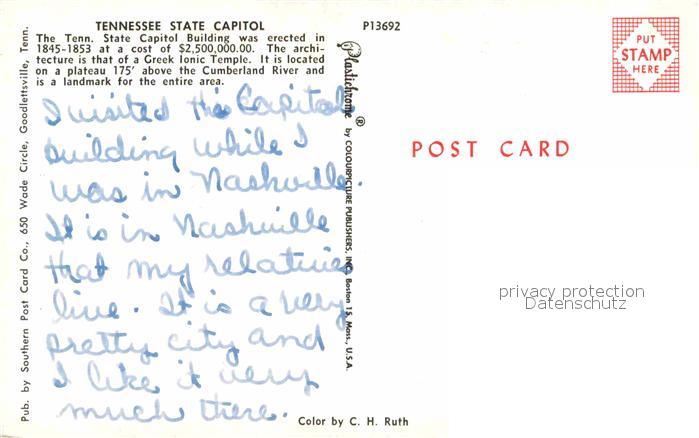 TENNESSEE STATE CAPITOL
The Tenn. State Capitol Building was erected in
1845-1853 at a cost of $2,500,000.00. The archi-
tecture is that of a Greek Ionic Temple. It is located
on a plateau 175' above the Cumberland River and
is a landmark for the entire area.
I visited this Capitol
building while I
was in Nashville.
It is in Nashville
that my relatives
live. It is a very
pretty city and
I like it very
much there.
Pub. by Southern Post Card Co., 650 Wade Circle, Goodlettsville, Tenn.
Plastichrome ® by COLOURPICTURE PUBLISHERS, INC., Boston 15, Mass., U.S.A.
Color by C. H. Ruth
P13692
PUT
STAMP
HERE
POST CARD
privacy protection
Datenschutz